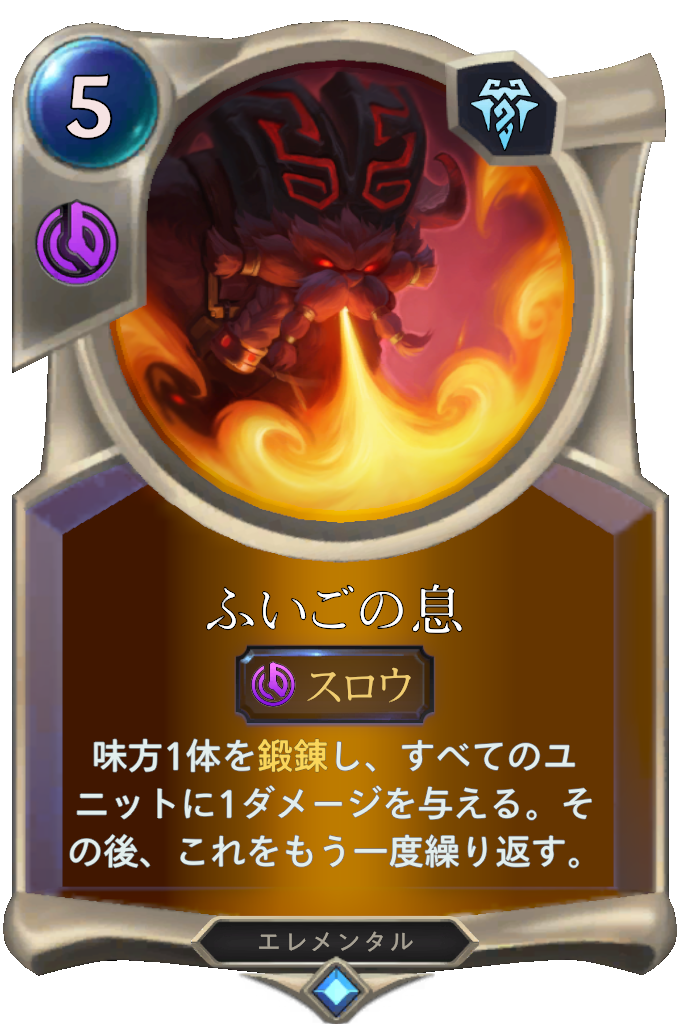 5
ふいごの息
スロウ
味方1体を鍛錬し、すべてのユ
ニットに1ダメージを与える。そ
の後、これをもう一度繰り返す。
エレメンタル